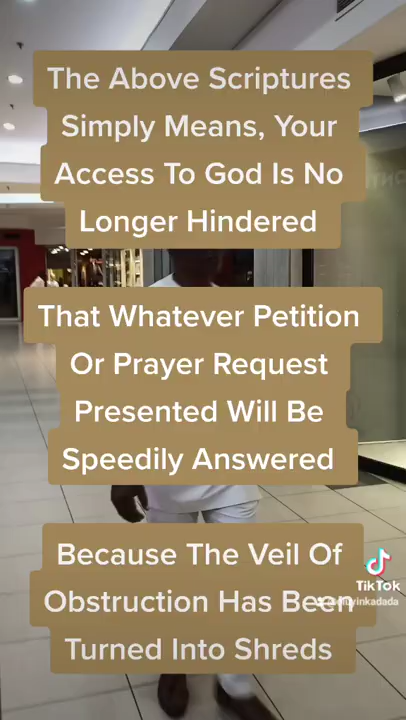 The Above Scriptures
Simply Means, Your
Access To God Is No
Longer Hindered
That Whatever Petition
Or Prayer Request
Presented Will Be
Speedily Answered
Because The Veil Of
Obstruction Has Been
Turned Into Shreds
TikTok